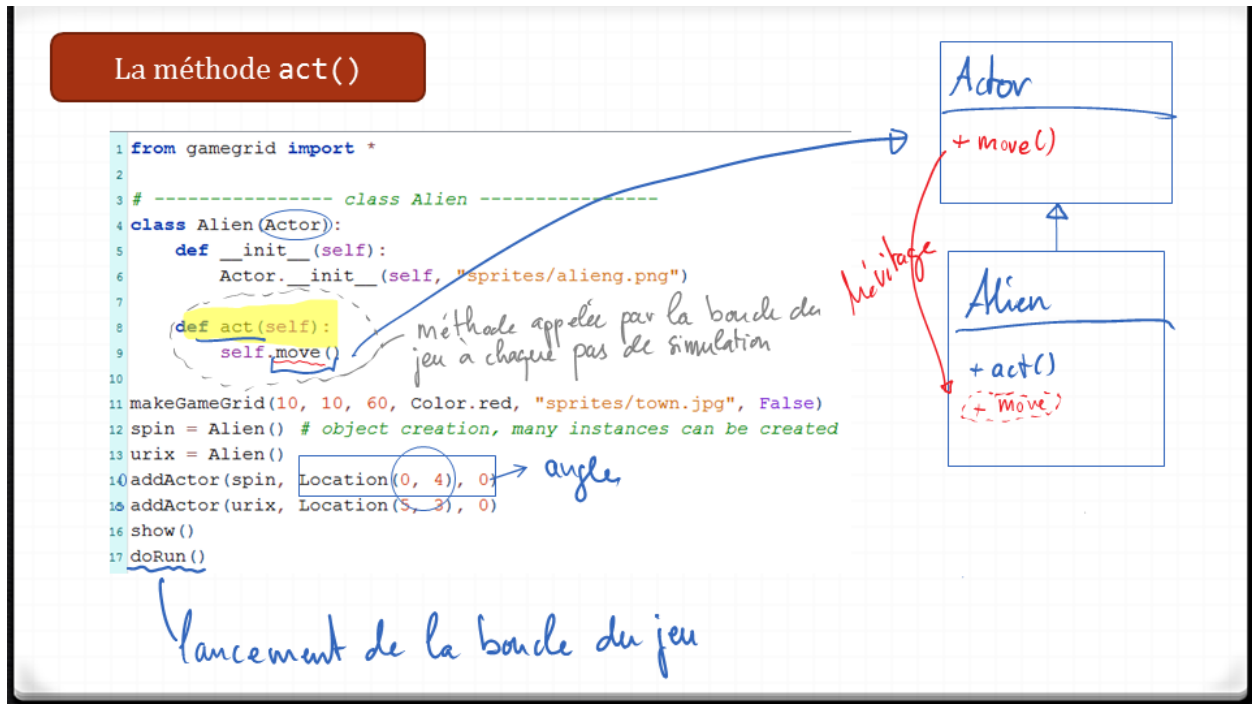 La méthode act()
1 from gamegrid import *
2
3 # ---------------- class Alien ----------------
4 class Alien(Actor):
5     def __init__(self):
6         Actor.__init__(self, "sprites/alieng.png")
7
8     def act(self):
9         self.move()
10
11 makeGameGrid(10, 10, 60, Color.red, "sprites/town.jpg", False)
12 spin = Alien() # object creation, many instances can be created
13 urix = Alien()
14 addActor(spin, Location(0, 4), 0)
15 addActor(urix, Location(5, 3), 0)
16 show()
17 doRun()
méthode appelée par la boucle du
jeu à chaque pas de simulation
angle
lancement de la boucle du jeu
Actor
+ move()
héritage
Alien
+ act()
(+ move)